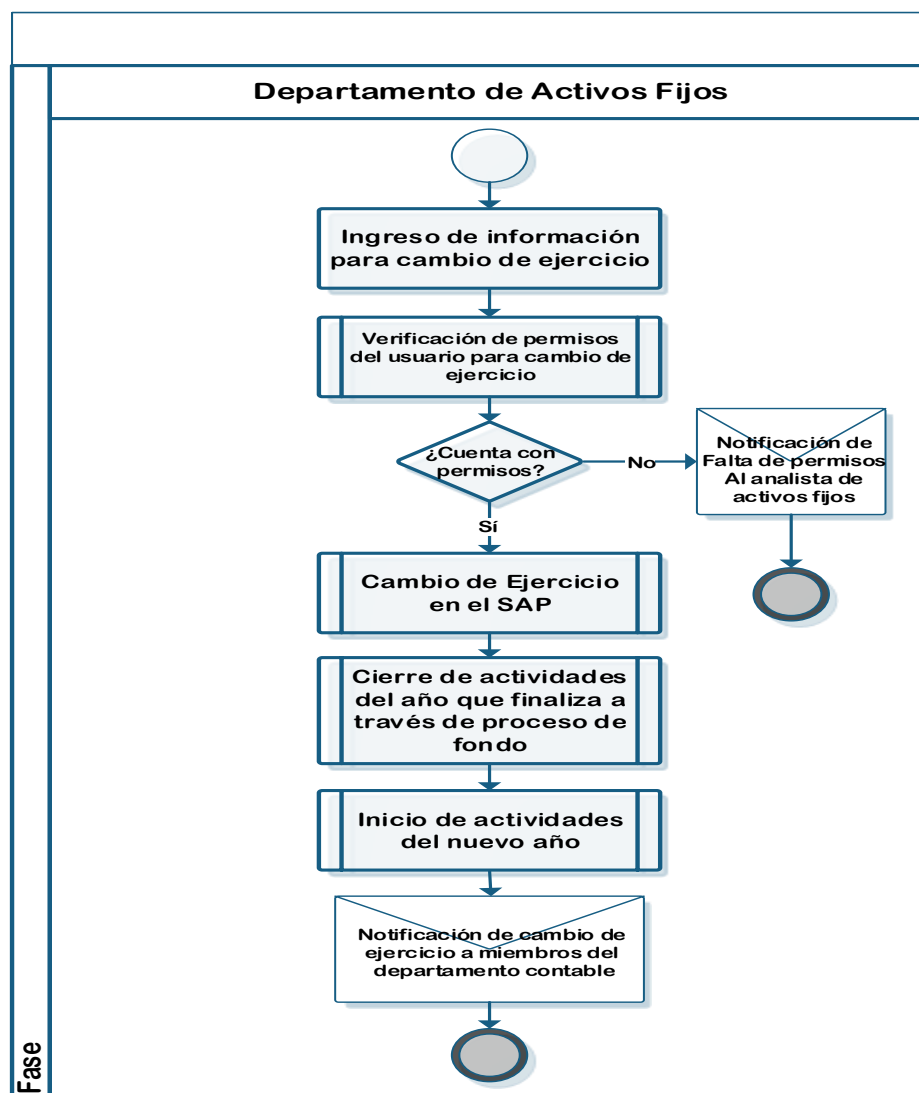 Departamento de Activos Fijos
Ingreso de información
para cambio de ejercicio
Verificación de permisos
del usuario para cambio de
ejercicio
¿Cuenta con
permisos?
No
Notificación de
Falta de permisos
Al analista de
activos fijos
Sí
Cambio de Ejercicio
en el SAP
Cierre de actividades
del año que finaliza a
través de proceso de
fondo
Inicio de actividades
del nuevo año
Notificación de cambio de
ejercicio a miembros del
departamento contable
Fase